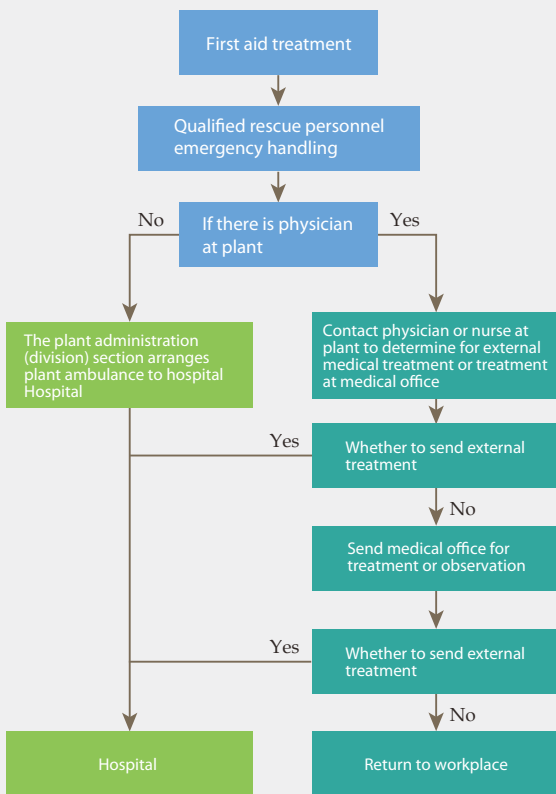 First aid treatment
Qualified rescue personnel
emergency handling
If there is physician
at plant
No
Yes
The plant administration
(division) section arranges
plant ambulance to hospital
Hospital
Contact physician or nurse at
plant to determine for external
medical treatment or treatment
at medical office
Yes
Whether to send external
treatment
No
Send medical office for
treatment or observation
Yes
Whether to send external
treatment
No
Hospital
Return to workplace